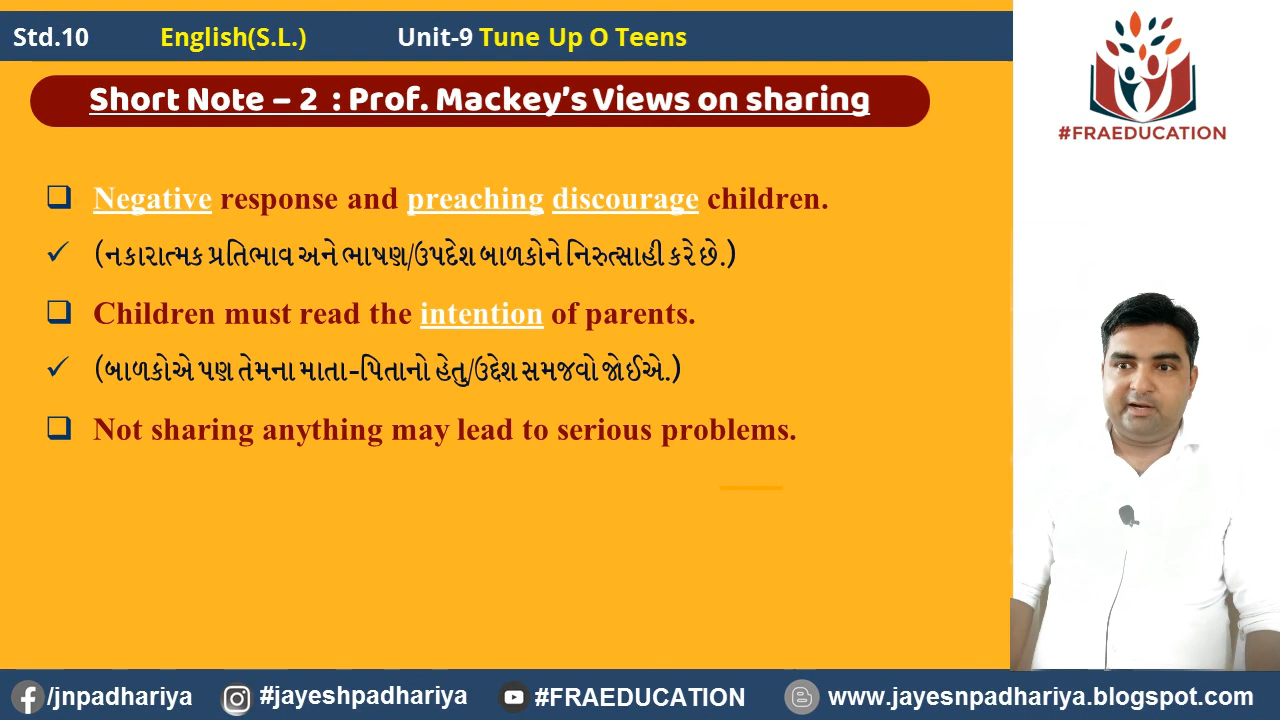 Std.10 English(S.L.) Unit-9 Tune Up O Teens
#FRAEDUCATION
Short Note – 2 : Prof. Mackey's Views on sharing
Negative response and preaching discourage children.
(નકારાત્મક પ્રતિભાવ અને ભાષણ/ઉપદેશ બાળકોને નિરુત્સાહી કરે છે.)
Children must read the intention of parents.
(બાળકોએ પણ તેમના માતા-પિતાનો હેતુ/ઉદ્દેશ સમજવો જોઈએ.)
Not sharing anything may lead to serious problems.
/jnpadhariya #jayeshpadhariya #FRAEDUCATION www.jayesnpadhariya.blogspot.com